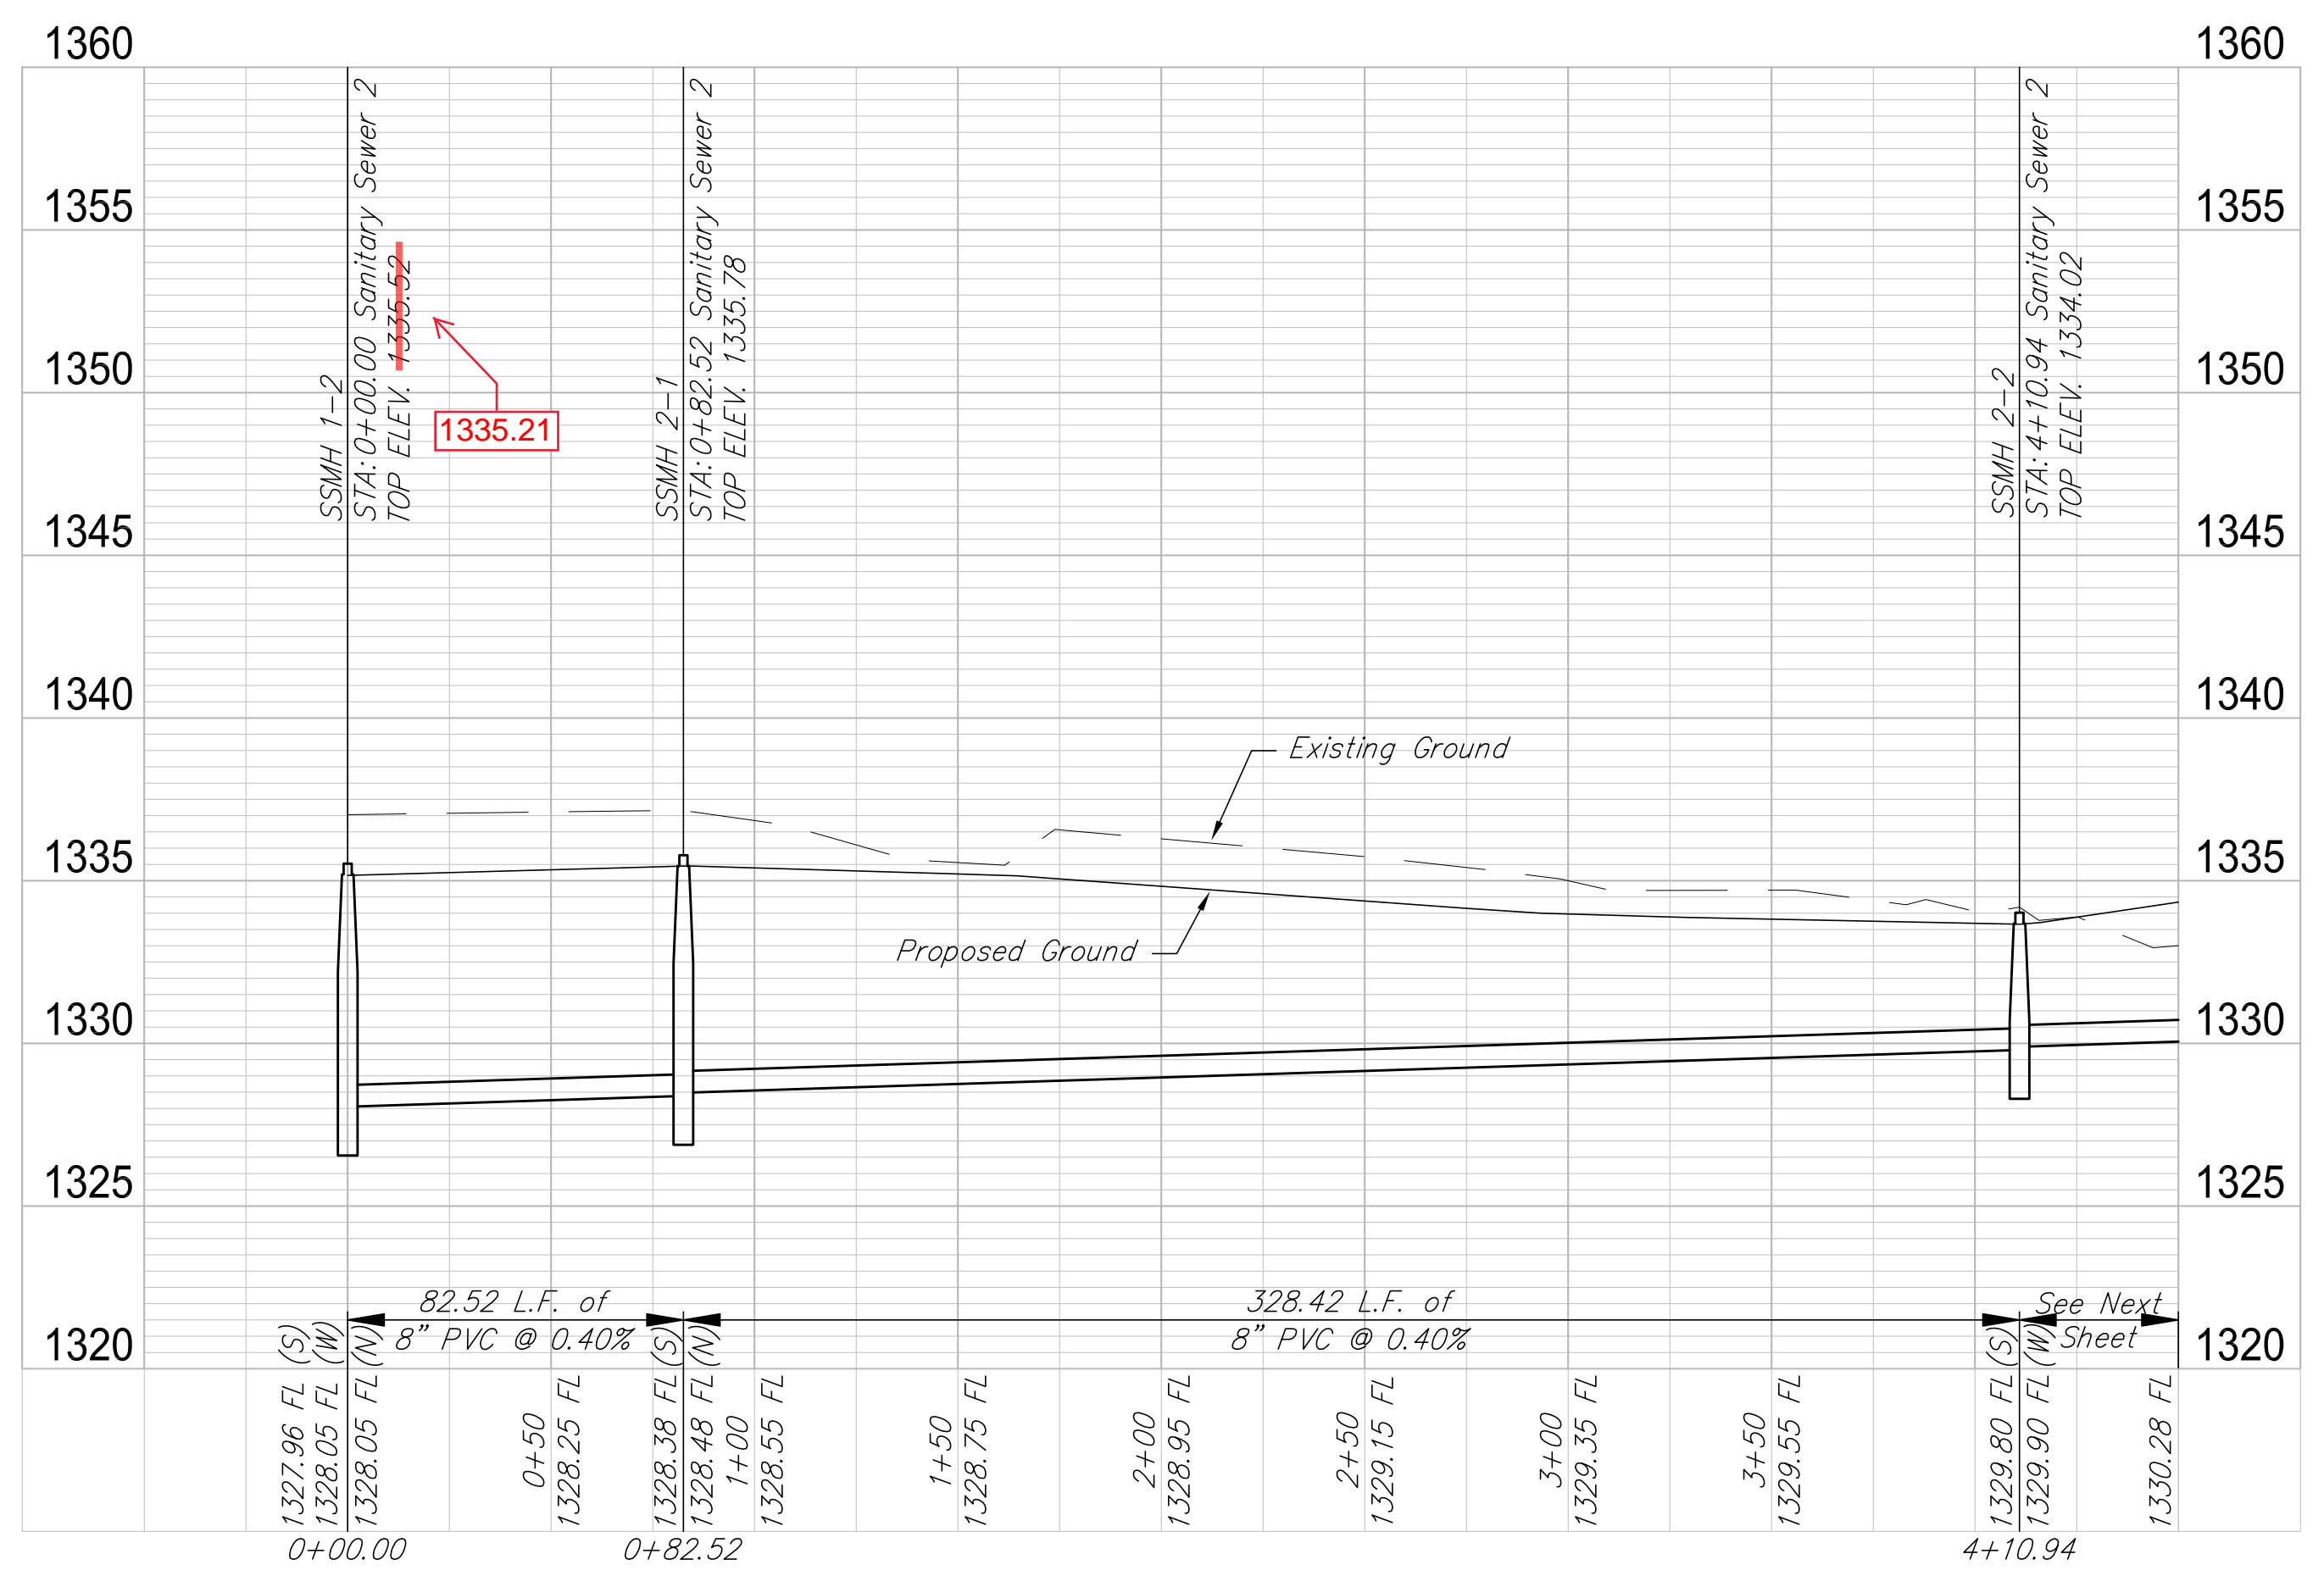 1360
1360
1355
1355
1350
1350
1345
1345
1340
1340
1335
1335
1330
1330
1325
1325
1320
1320
SSMH 1-2
STA: 0+00.00 Sanitary Sewer 2
TOP ELEV. 1335.52
1335.21
SSMH 2-1
STA: 0+82.52 Sanitary Sewer 2
TOP ELEV. 1335.78
SSMH 2-2
STA: 4+10.94 Sanitary Sewer 2
TOP ELEV. 1334.02
Existing Ground
Proposed Ground
82.52 L.F. of
8" PVC @ 0.40%
328.42 L.F. of
8" PVC @ 0.40%
See Next
Sheet
1327.96 FL (S)
1328.05 FL (W)
1328.05 FL (N)
0+50
1328.25 FL
1328.38 FL (S)
1328.48 FL (N)
1+00
1328.55 FL
1+50
1328.75 FL
2+00
1328.95 FL
2+50
1329.15 FL
3+00
1329.35 FL
3+50
1329.55 FL
1329.80 FL (S)
1329.90 FL (W)
1330.28 FL
0+00.00
0+82.52
4+10.94